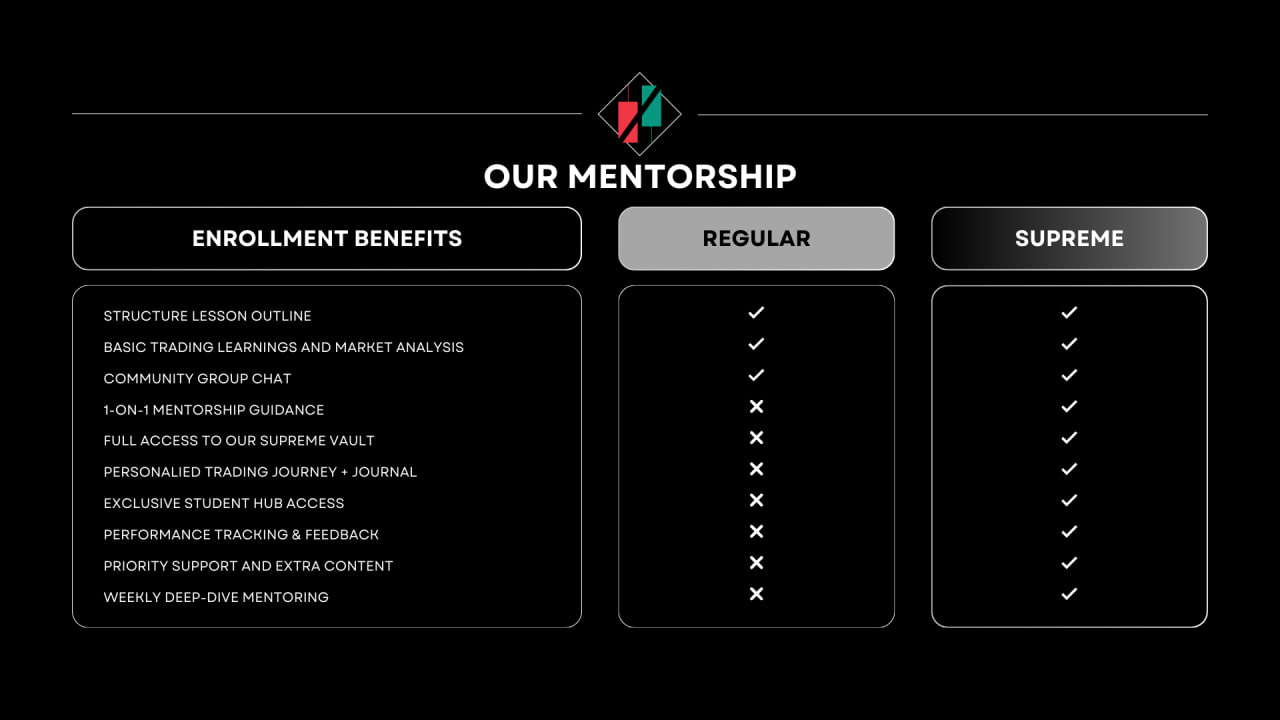 OUR MENTORSHIP
ENROLLMENT BENEFITS
REGULAR
SUPREME
STRUCTURE LESSON OUTLINE
BASIC TRADING LEARNINGS AND MARKET ANALYSIS
COMMUNITY GROUP CHAT
1-ON-1 MENTORSHIP GUIDANCE
FULL ACCESS TO OUR SUPREME VAULT
PERSONALIED TRADING JOURNEY + JOURNAL
EXCLUSIVE STUDENT HUB ACCESS
PERFORMANCE TRACKING & FEEDBACK
PRIORITY SUPPORT AND EXTRA CONTENT
WEEKLY DEEP-DIVE MENTORING